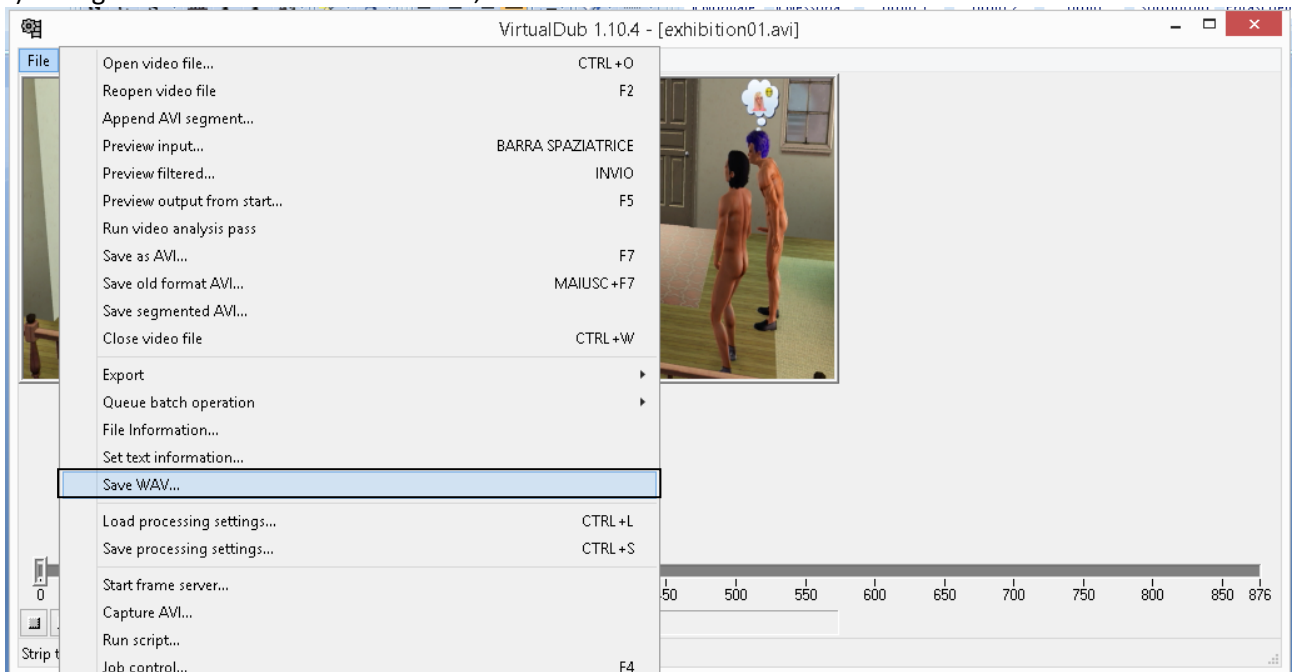 VirtualDub 1.10.4 - [exhibition01.avi]
File
Open video file... CTRL+O
Reopen video file F2
Append AVI segment...
Preview input... BARRA SPAZIATRICE
Preview filtered... INVIO
Preview output from start... F5
Run video analysis pass
Save as AVI... F7
Save old format AVI... MAIUSC+F7
Save segmented AVI...
Close video file CTRL+W
Export
Queue batch operation
File Information...
Set text information...
Save WAV...
Load processing settings... CTRL+L
Save processing settings... CTRL+S
Start frame server...
0 50 500 550 600 650 700 750 800 850 876
Capture AVI...
Run script...
Strip t
Job control... F4